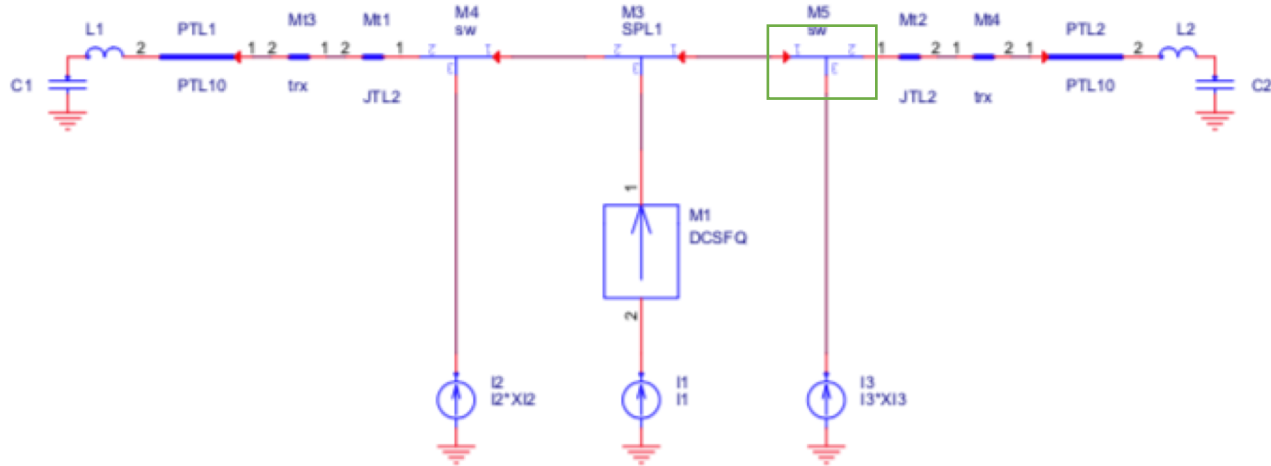 M4
sw
M3
SPL1
M5
sw
L1 2 PTL1 1 2 Mt3 1 2 Mt1 1 2 1 2 1 1 2 1 Mt2 2 1 Mt4 2 1 PTL2 2 L2
3 3 3
C1 PTL10 trx JTL2 JTL2 trx PTL10 C2
1
M1
DCSFQ
2
I2
I2*XI2
I1
I1
I3
I3*XI3